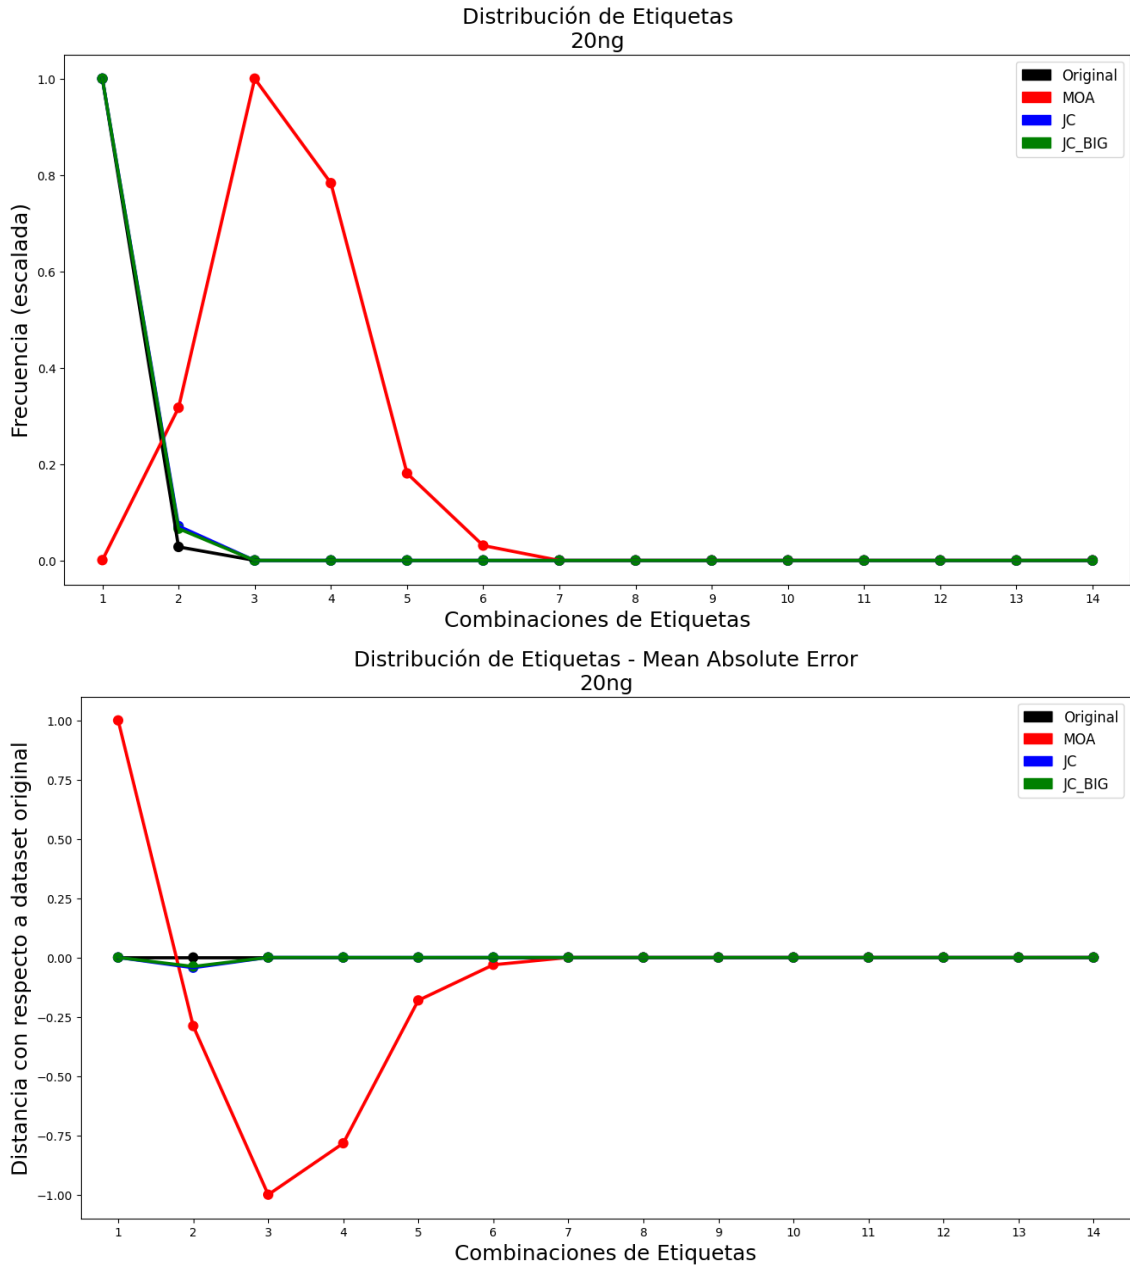 Distribución de Etiquetas
20ng
Original
MOA
JC
JC_BIG
Frecuencia (escalada)
1.0
0.8
0.6
0.4
0.2
0.0
1 2 3 4 5 6 7 8 9 10 11 12 13 14
Combinaciones de Etiquetas
Distribución de Etiquetas - Mean Absolute Error
20ng
Original
MOA
JC
JC_BIG
Distancia con respecto a dataset original
1.00
0.75
0.50
0.25
0.00
−0.25
−0.50
−0.75
−1.00
1 2 3 4 5 6 7 8 9 10 11 12 13 14
Combinaciones de Etiquetas